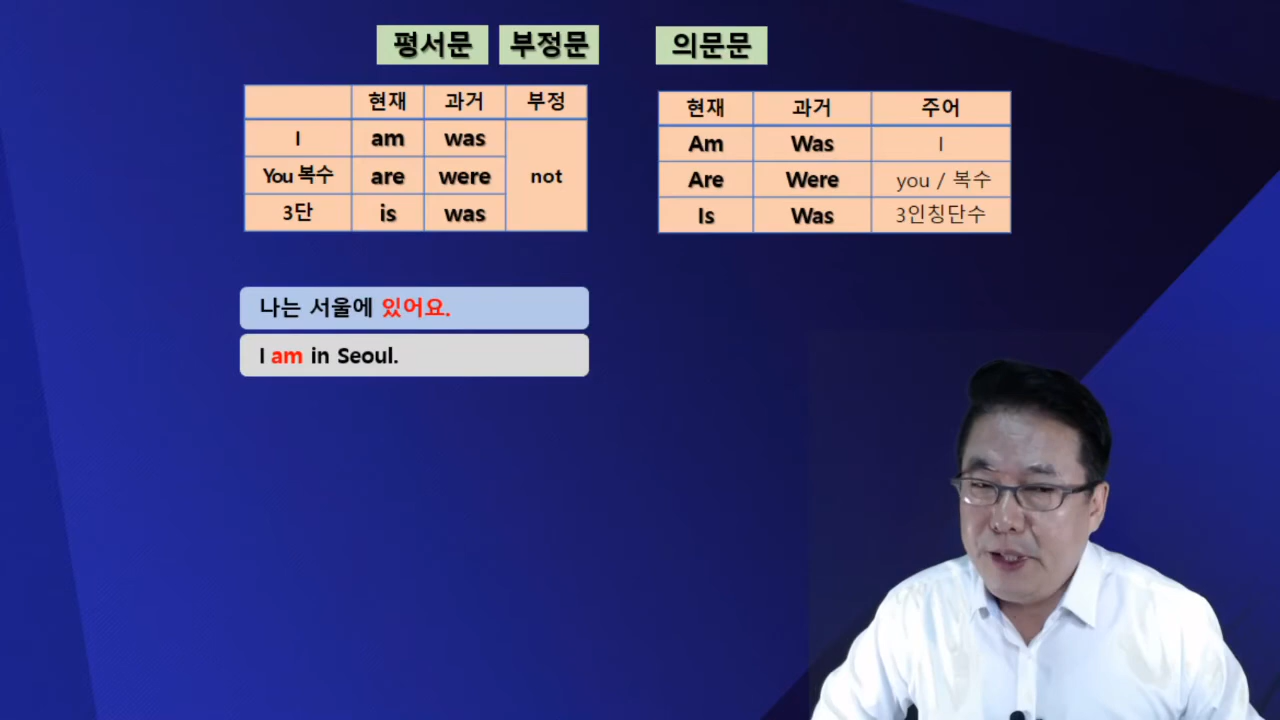 평서문 부정문 의문문
현재 과거 부정
I am was
You 복수 are were not
3단 is was
현재 과거 주어
Am Was I
Are Were you / 복수
Is Was 3인칭단수
나는 서울에 있어요.
I am in Seoul.